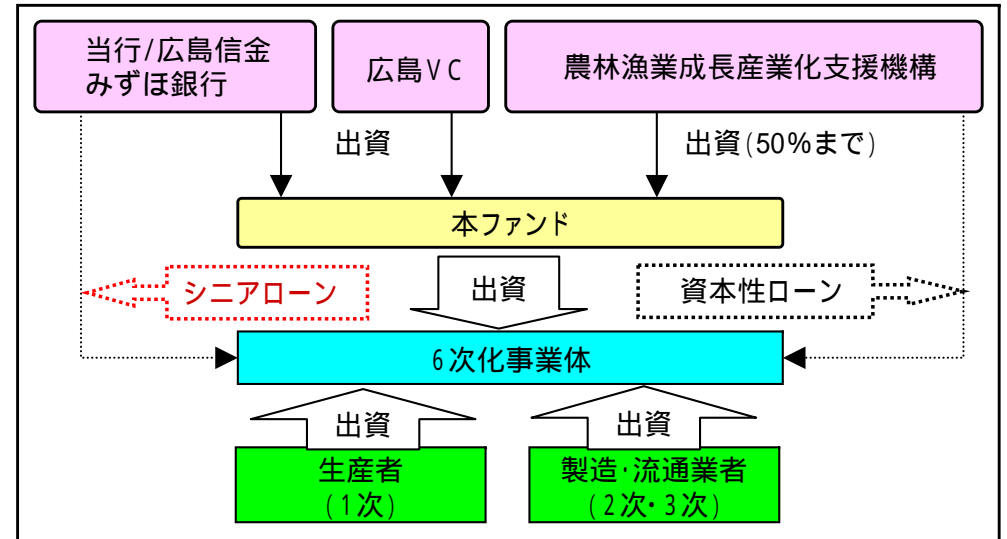 当行/広島信金
みずほ銀行
広島VC
農林漁業成長産業化支援機構
出資
出資(50%まで)
本ファンド
シニアローン
出資
資本性ローン
6次化事業体
出資
出資
生産者
(1次)
製造・流通業者
(2次・3次)